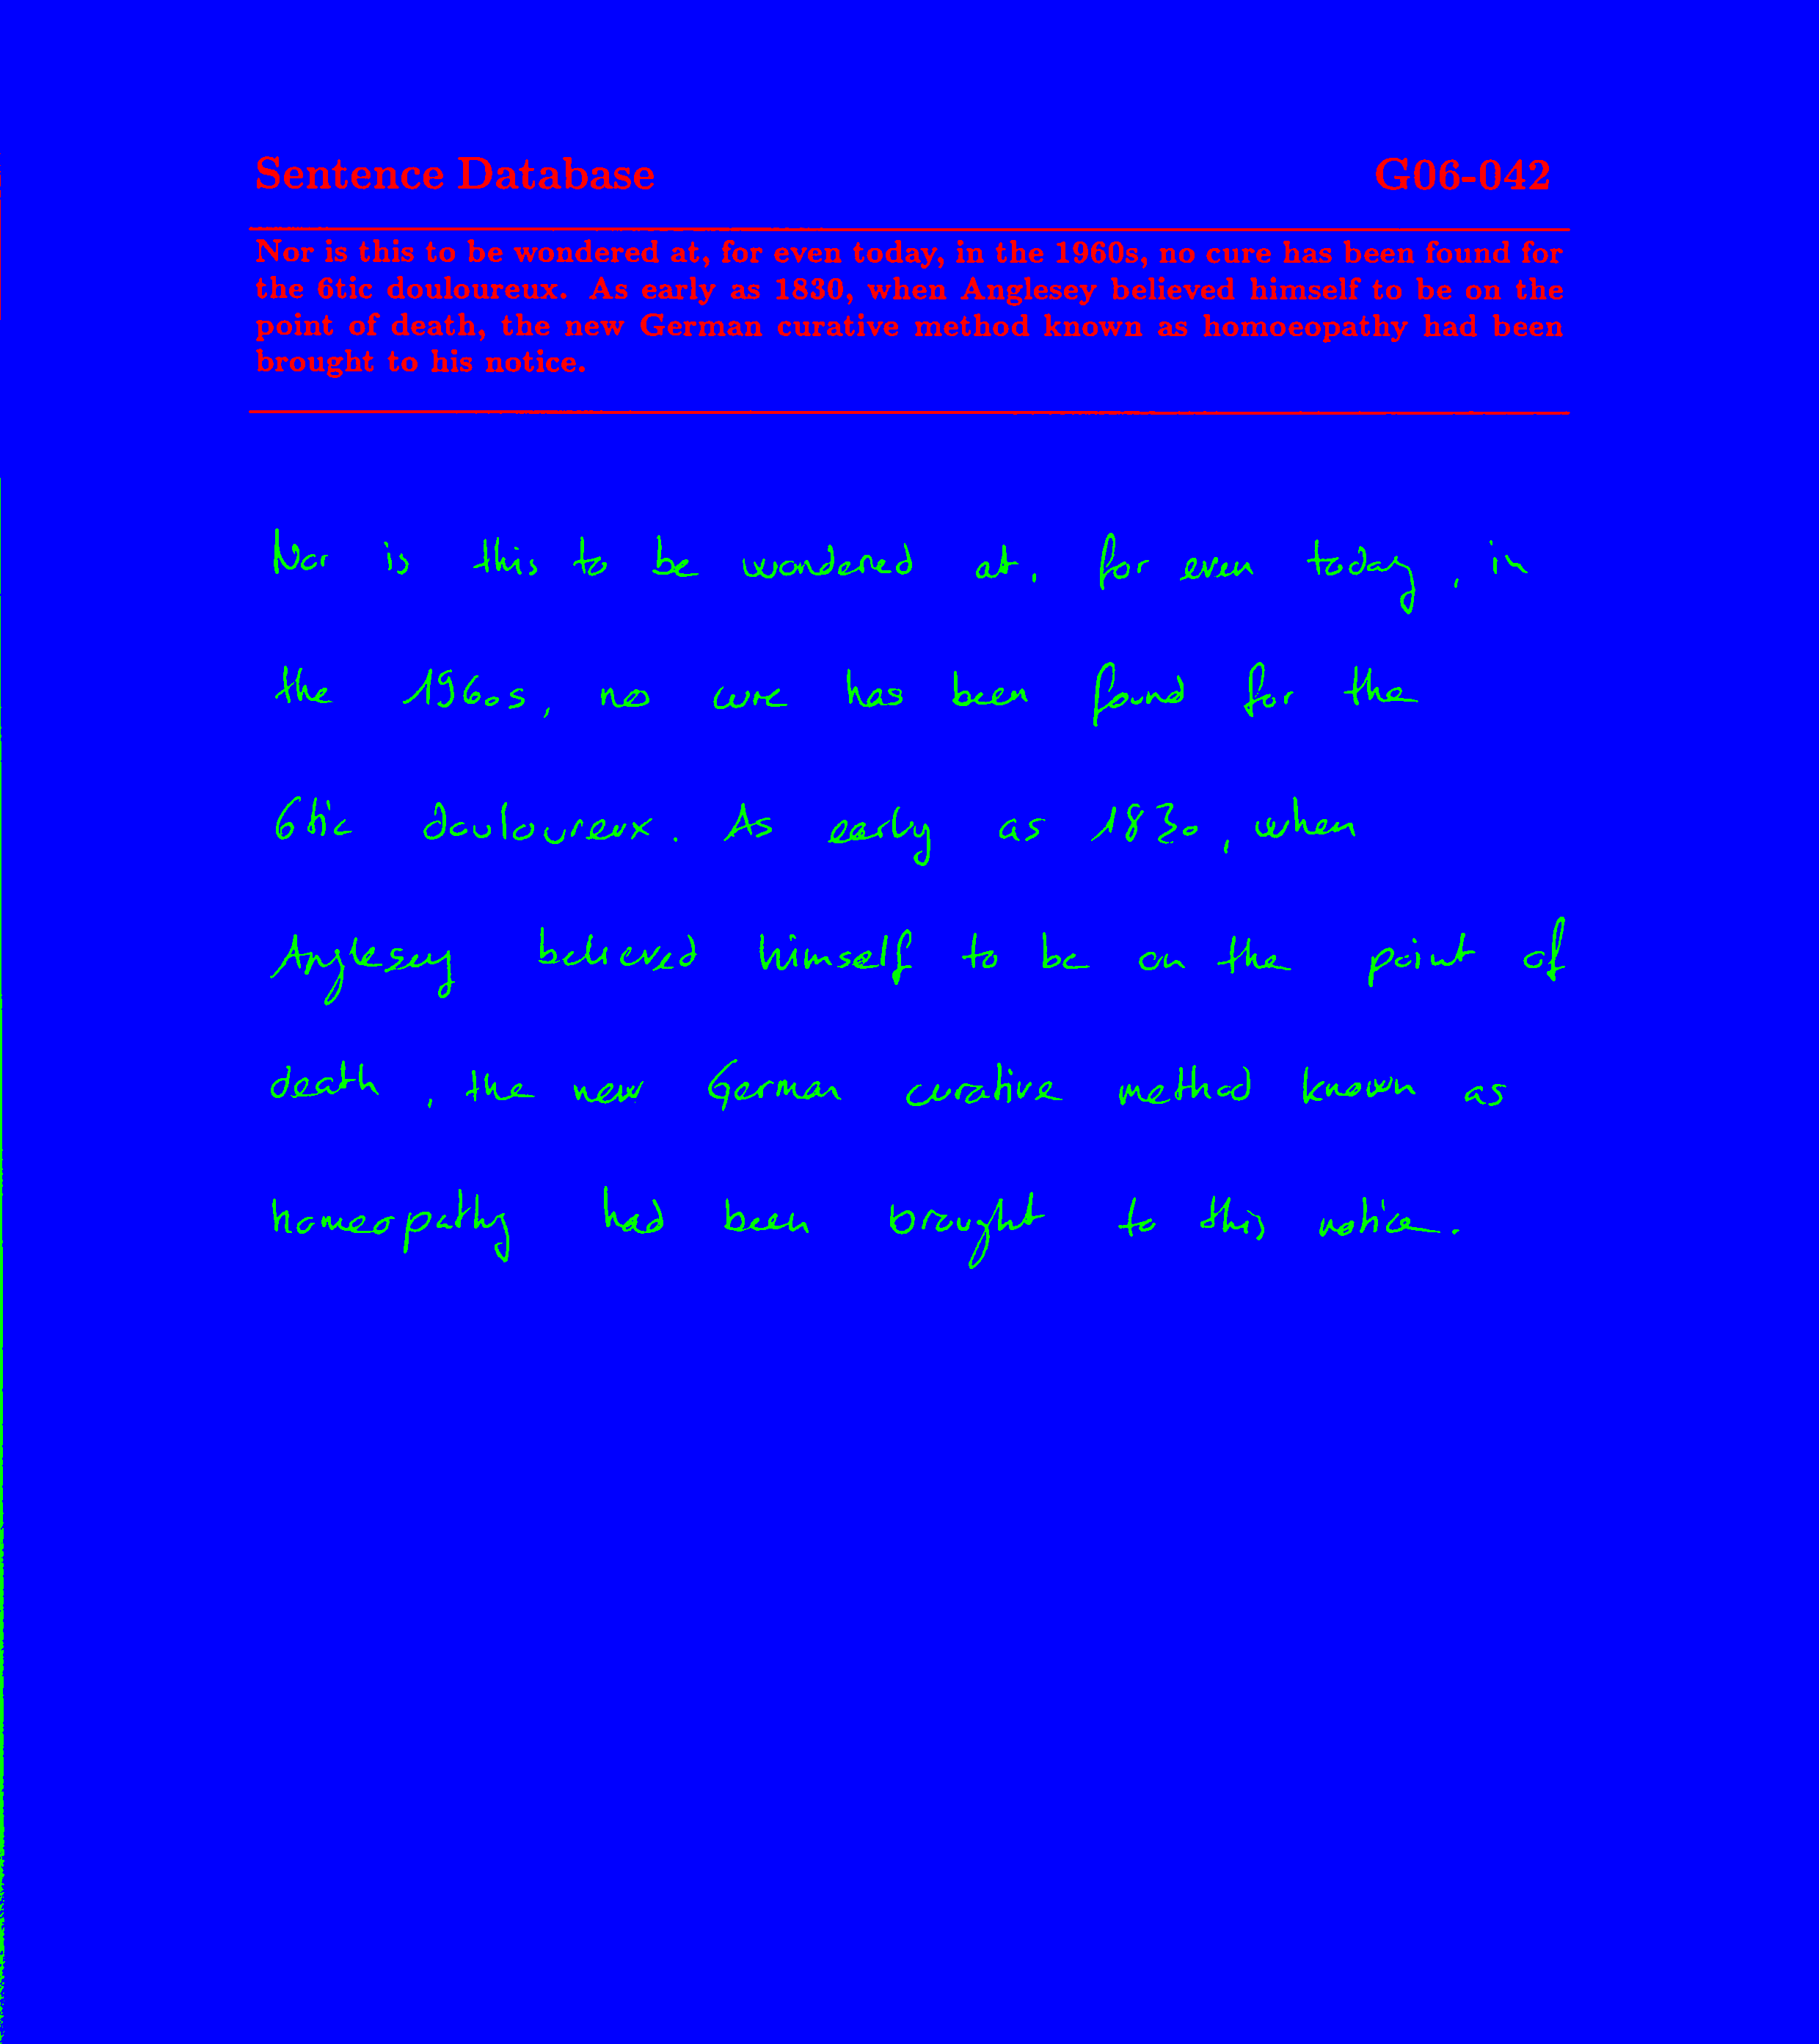 Sentence Database G06-042
Nor is this to be wondered at, for even today, in the 1960s, no cure has been found for
the 6tic douloureux. As early as 1830, when Anglesey believed himself to be on the
point of death, the new German curative method known as homoeopathy had been
brought to his notice.
Nor is this to be wondered at, for even today, in
the 1960s, no cure has been found for the
6tic douloureux. As early as 1830, when
Anglesey believed himself to be on the point of
death, the new German curative method known as
homeopathy had been brought to this notice.